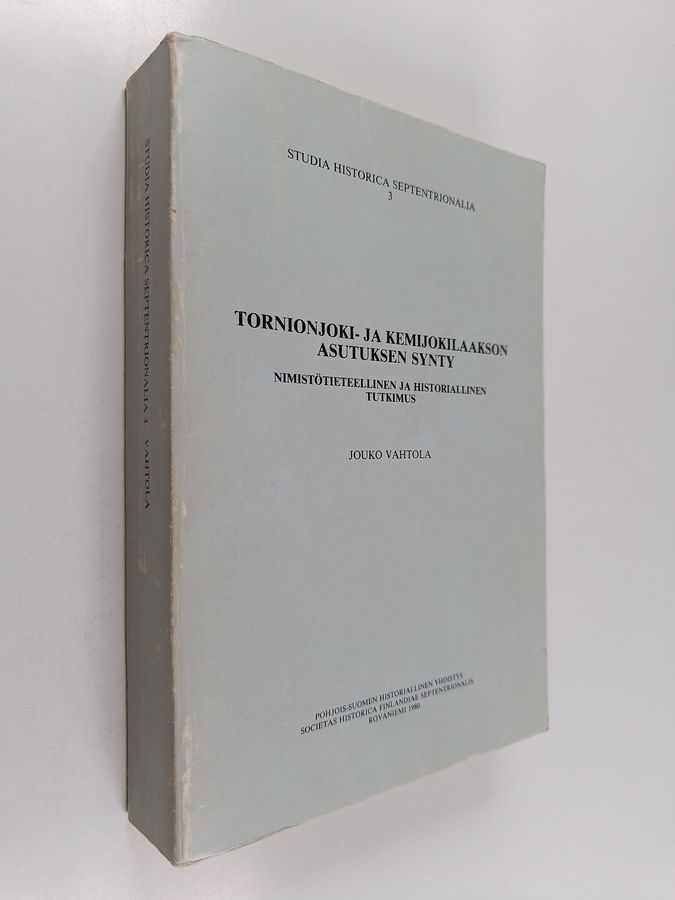 STUDIA HISTORICA SEPTENTRIONALIA 3 VAHTOLA
STUDIA HISTORICA SEPTENTRIONALIA
3
TORNIONJOKI- JA KEMIJOKILAAKSON
ASUTUKSEN SYNTY
NIMISTÖTIETEELLINEN JA HISTORIALLINEN
TUTKIMUS
JOUKO VAHTOLA
POHJOIS-SUOMEN HISTORIALLINEN YHDISTYS
SOCIETAS HISTORICA FINLANDIAE SEPTENTRIONALIS
ROVANIEMI 1980